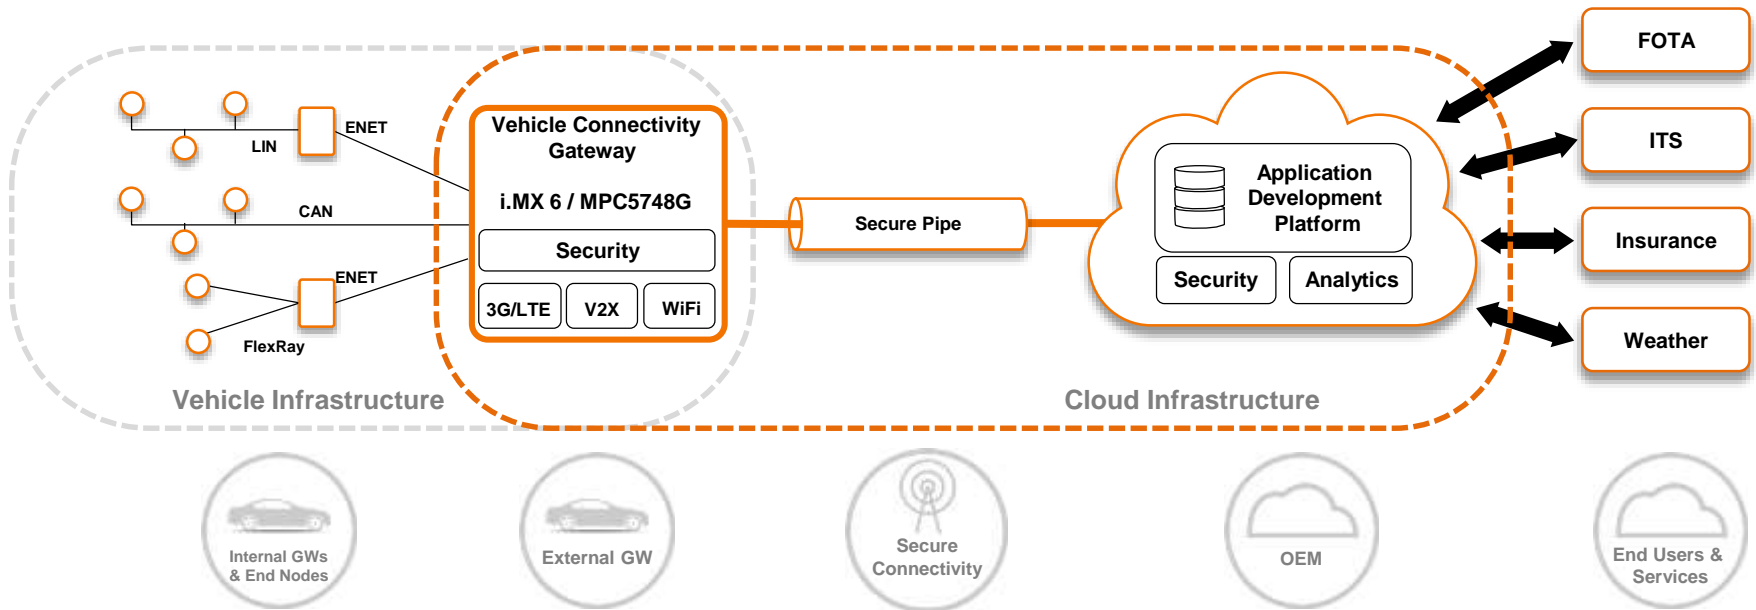 FOTA
ITS
Insurance
Weather
ENET
LIN
CAN
ENET
FlexRay
Vehicle Connectivity
Gateway
i.MX 6 / MPC5748G
Security
3G/LTE
V2X
WiFi
Secure Pipe
Application
Development
Platform
Security
Analytics
Vehicle Infrastructure
Cloud Infrastructure
Internal GWs
& End Nodes
External GW
Secure
Connectivity
OEM
End Users &
Services